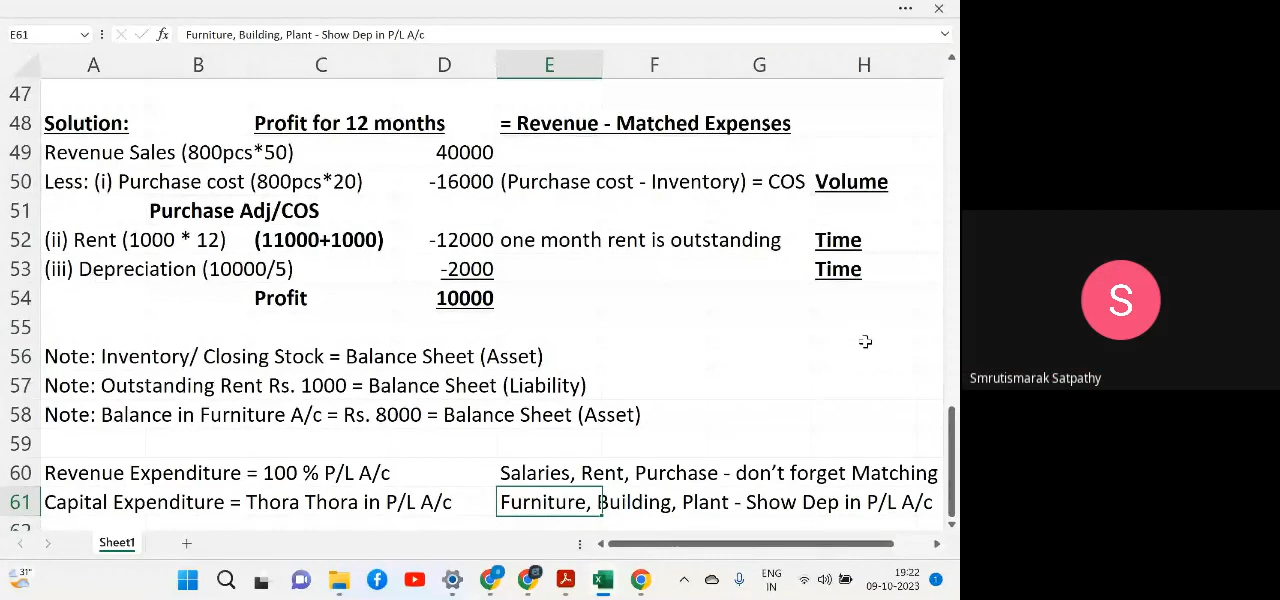 E61 Furniture, Building, Plant - Show Dep in P/L A/c
A B C D E F G H
47
48 Solution: Profit for 12 months = Revenue - Matched Expenses
49 Revenue Sales (800pcs*50) 40000
50 Less: (i) Purchase cost (800pcs*20) -16000 (Purchase cost - Inventory) = COS Volume
51 Purchase Adj/COS
52 (ii) Rent (1000 * 12) (11000+1000) -12000 one month rent is outstanding Time
53 (iii) Depreciation (10000/5) -2000 Time
54 Profit 10000
55
56 Note: Inventory/ Closing Stock = Balance Sheet (Asset)
57 Note: Outstanding Rent Rs. 1000 = Balance Sheet (Liability)
58 Note: Balance in Furniture A/c = Rs. 8000 = Balance Sheet (Asset)
59
60 Revenue Expenditure = 100 % P/L A/c Salaries, Rent, Purchase - don't forget Matching
61 Capital Expenditure = Thora Thora in P/L A/c Furniture, Building, Plant - Show Dep in P/L A/c
62
Sheet1
S
Smrutismarak Satpathy
31°
ENG
IN
19:22
09-10-2023
1